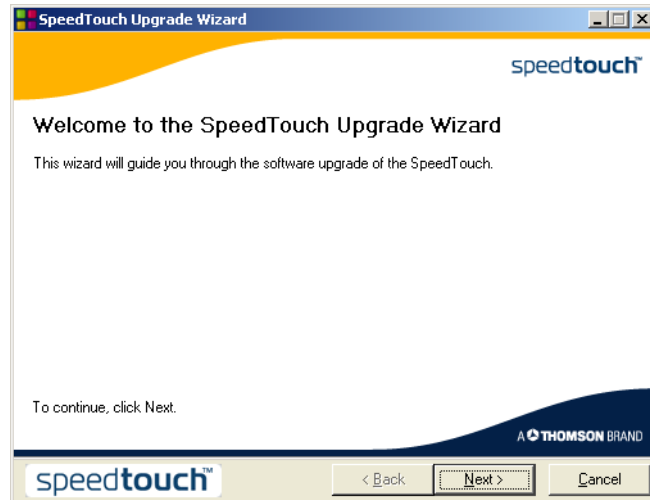 SpeedTouch Upgrade Wizard
speedtouch™
Welcome to the SpeedTouch Upgrade Wizard
This wizard will guide you through the software upgrade of the SpeedTouch.
To continue, click Next.
A THOMSON BRAND
speedtouch™
< Back
Next >
Cancel